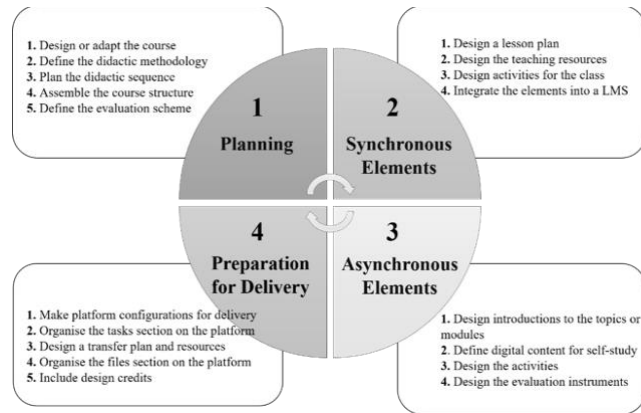 1. Design or adapt the course
2. Define the didactic methodology
3. Plan the didactic sequence
4. Assemble the course structure
5. Define the evaluation scheme
1
Planning
2
Synchronous
Elements
1. Design a lesson plan
2. Design the teaching resources
3. Design activities for the class
4. Integrate the elements into a LMS
4
Preparation
for Delivery
3
Asynchronous
Elements
1. Make platform configurations for delivery
2. Organise the tasks section on the platform
3. Design a transfer plan and resources
4. Organise the files section on the platform
5. Include design credits
1. Design introductions to the topics or
modules
2. Define digital content for self-study
3. Design the activities
4. Design the evaluation instruments